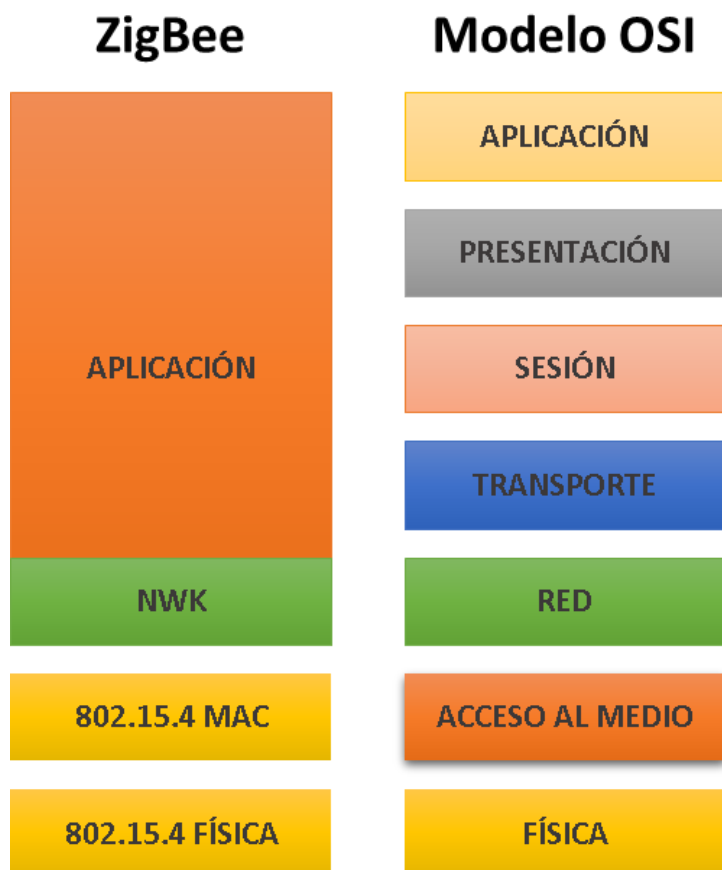 ZigBee
Modelo OSI
APLICACIÓN
NWK
802.15.4 MAC
802.15.4 FÍSICA
APLICACIÓN
PRESENTACIÓN
SESIÓN
TRANSPORTE
RED
ACCESO AL MEDIO
FÍSICA